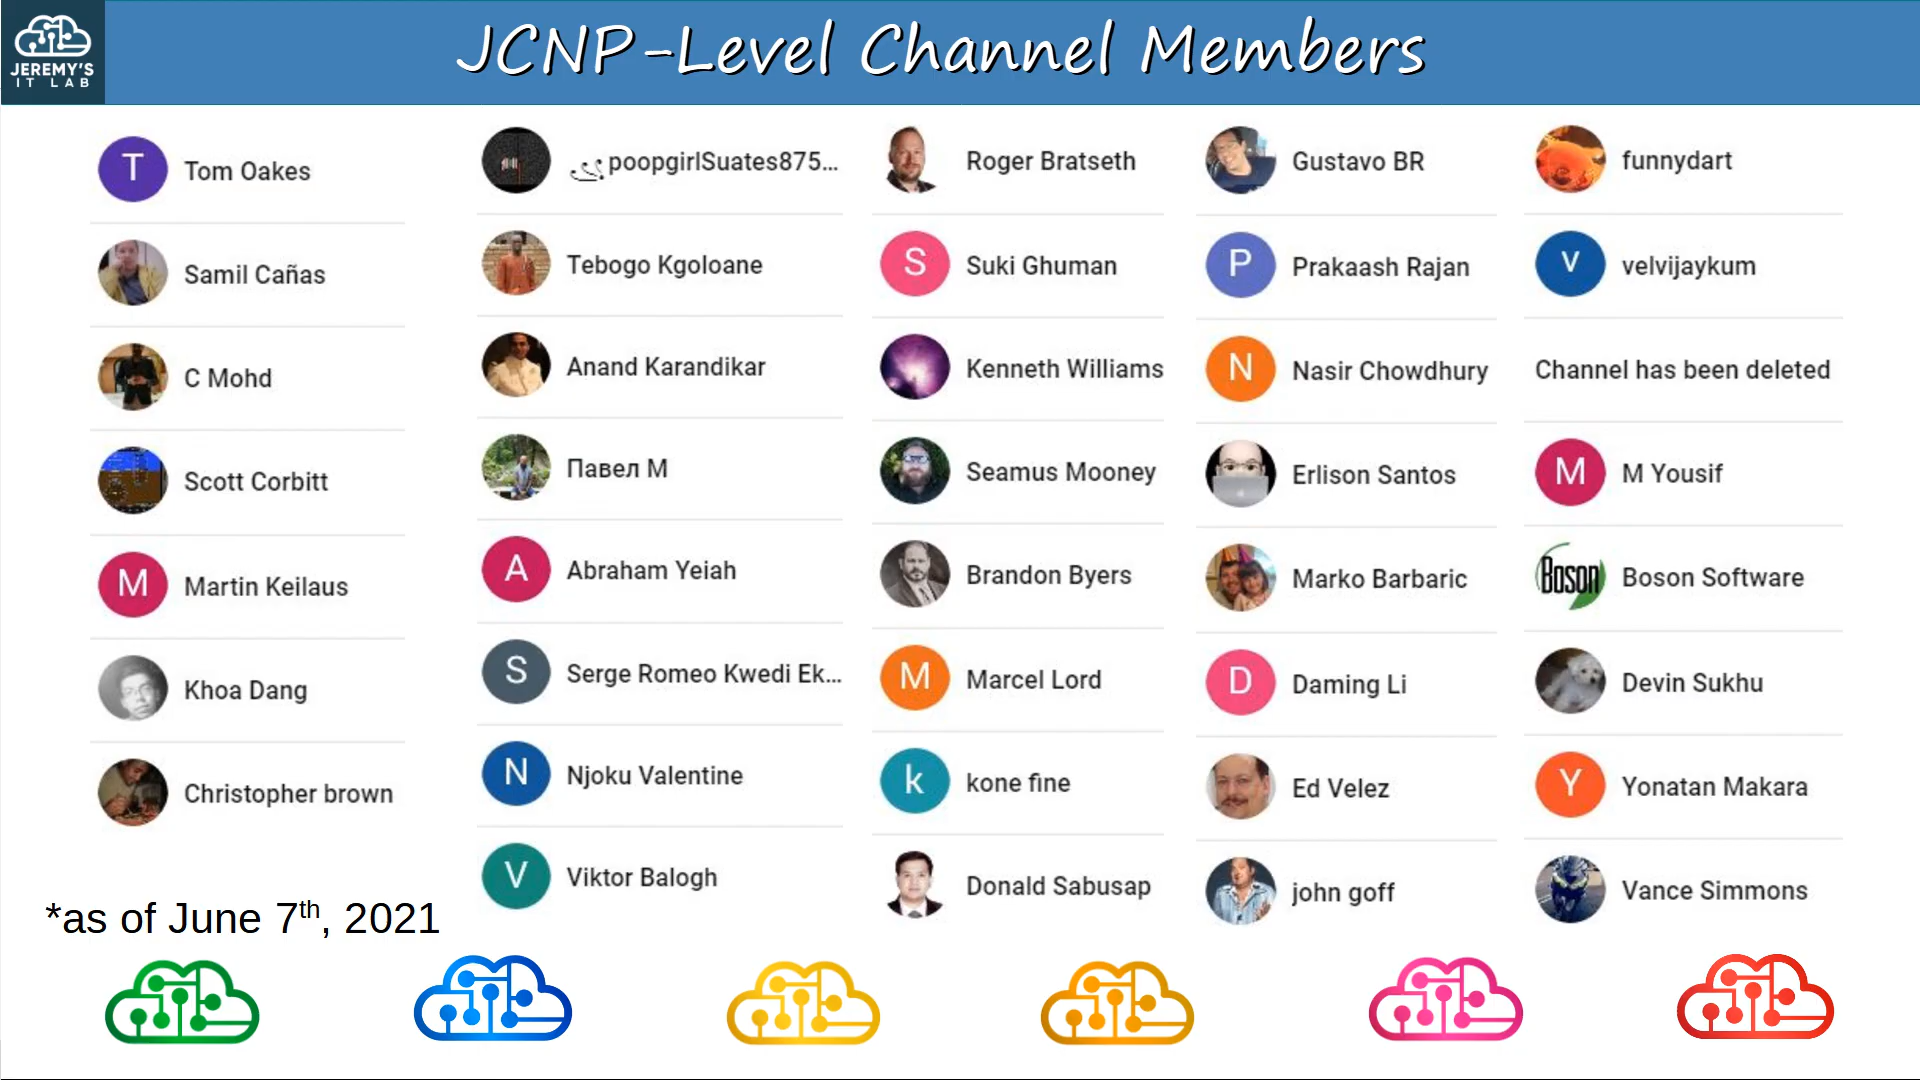 JEREMY'S
IT LAB
JCNP-Level Channel Members
T Tom Oakes
Samil Cañas
C Mohd
Scott Corbitt
M Martin Keilaus
Khoa Dang
Christopher brown
poopgirlSuates875...
Tebogo Kgoloane
Anand Karandikar
Павел М
A Abraham Yeiah
S Serge Romeo Kwedi Ek...
N Njoku Valentine
V Viktor Balogh
Roger Bratseth
S Suki Ghuman
Kenneth Williams
Seamus Mooney
Brandon Byers
M Marcel Lord
k kone fine
Donald Sabusap
Gustavo BR
P Prakaash Rajan
N Nasir Chowdhury
Erlison Santos
Marko Barbaric
D Daming Li
Ed Velez
john goff
funnydart
v velvijaykum
Channel has been deleted
M M Yousif
Boson Boson Software
Devin Sukhu
Y Yonatan Makara
Vance Simmons
*as of June 7th, 2021